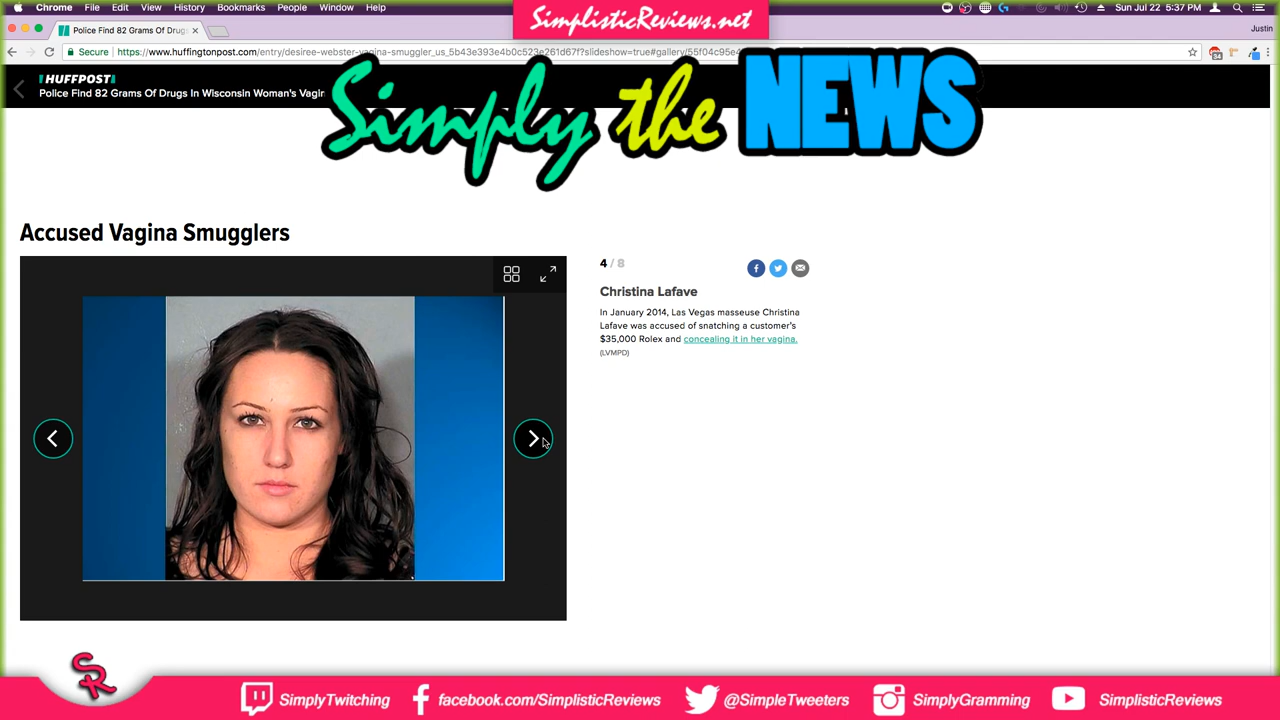 Chrome File Edit View History Bookmarks People Window Help
Sun Jul 22 5:37 PM
SimplisticReviews.net
Police Find 82 Grams Of Drugs
Justin
Secure https://www.huffingtonpost.com/entry/desiree-webster-vagina-smuggler_us_5b43e393e4b0c523e261d67f?slideshow=true#gallery/55f04c95e4
HUFFPOST
Police Find 82 Grams Of Drugs In Wisconsin Woman's Vagin
Simply the NEWS
Accused Vagina Smugglers
4 / 8
Christina Lafave
In January 2014, Las Vegas masseuse Christina
Lafave was accused of snatching a customer's
$35,000 Rolex and concealing it in her vagina.
(LVMPD)
SR
SimplyTwitching
facebook.com/SimplisticReviews
@SimpleTweeters
SimplyGramming
SimplisticReviews